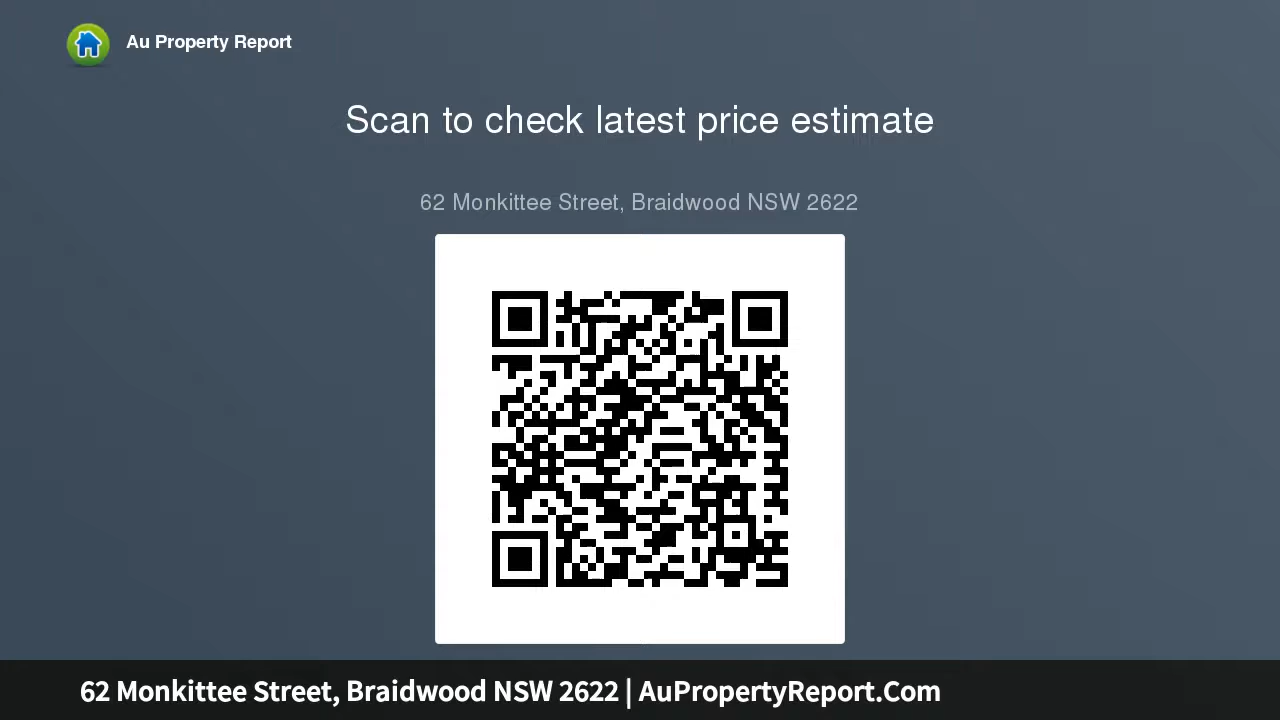 Au Property Report
Scan to check latest price estimate
62 Monkittee Street, Braidwood NSW 2622
62 Monkittee Street, Braidwood NSW 2622 | AuPropertyReport.Com